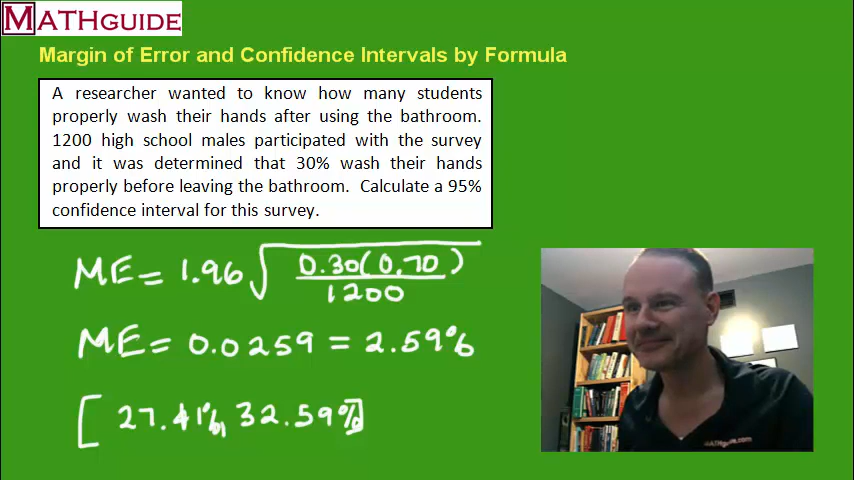 MATHGUIDE
Margin of Error and Confidence Intervals by Formula
A researcher wanted to know how many students
properly wash their hands after using the bathroom.
1200 high school males participated with the survey
and it was determined that 30% wash their hands
properly before leaving the bathroom. Calculate a 95%
confidence interval for this survey.
ME = 1.96 √ 0.30(0.70)
1200
ME = 0.0259 = 2.59%
[ 27.41%, 32.59%]
MATHguide.com